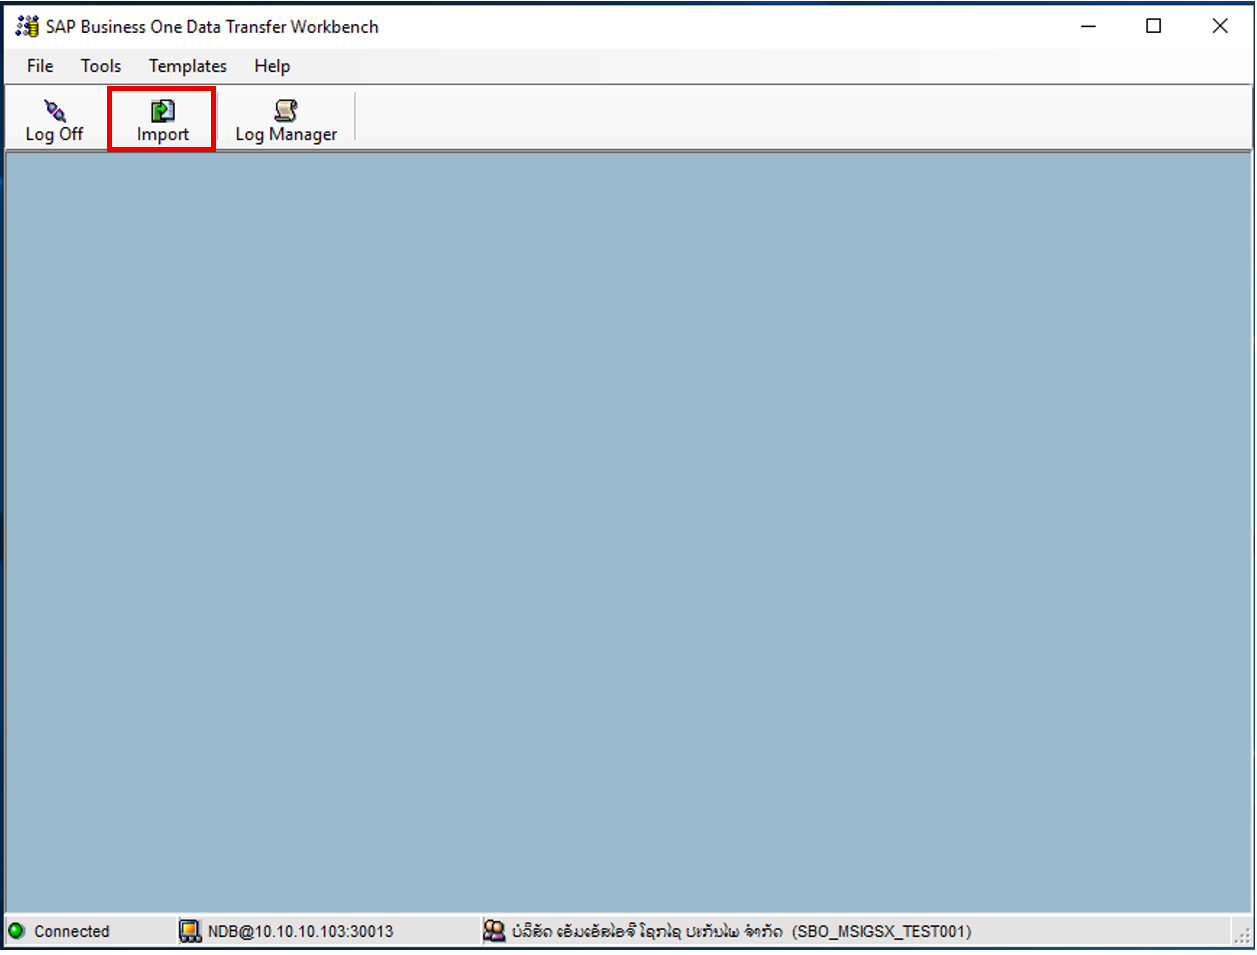 SAP Business One Data Transfer Workbench
File Tools Templates Help
Log Off Import Log Manager
Connected NDB@10.10.10.103:30013 ບໍລິສັດ ເອັມເອັສໄອຈີ ໂຊກໄຊ ປະກັນໄພ ຈຳກັດ (SBO_MSIGSX_TEST001)